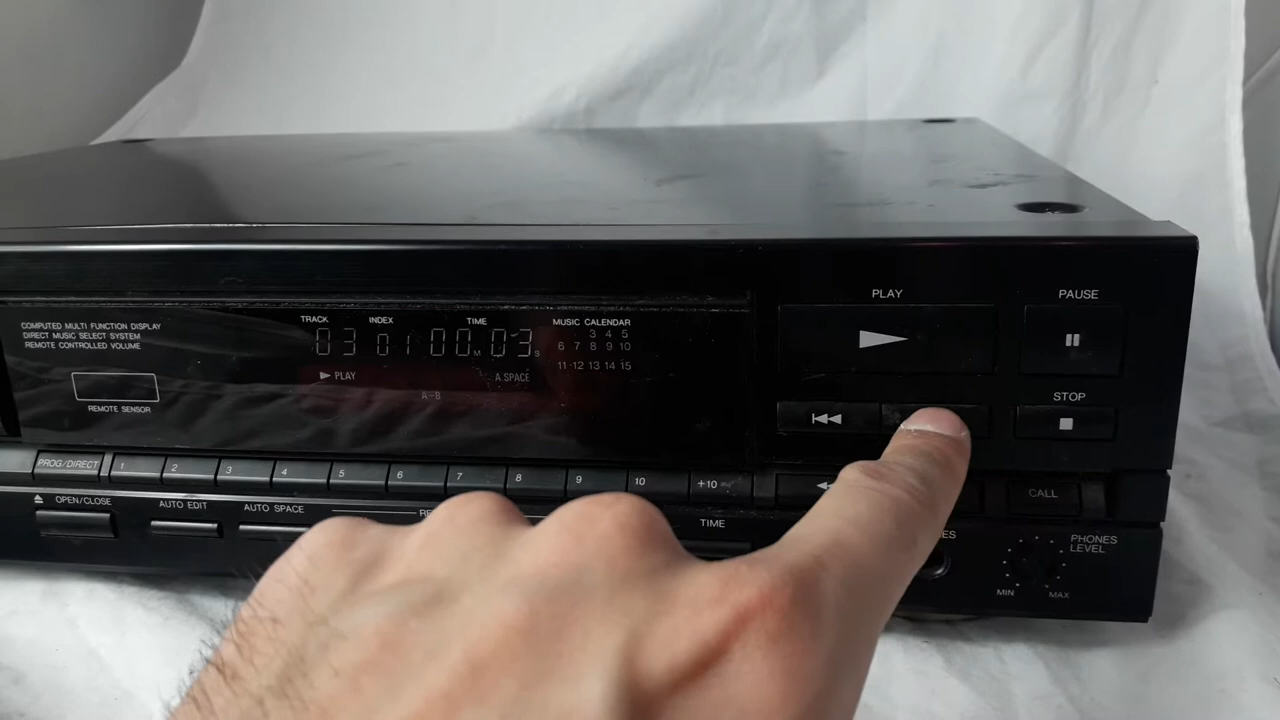 PLAY
PAUSE
COMPUTED MULTI FUNCTION DISPLAY
DIRECT MUSIC SELECT SYSTEM
REMOTE CONTROLLED VOLUME
TRACK INDEX TIME MUSIC CALENDAR
03 01 00M 03S
3 4 5
6 7 8 9 10
11 12 13 14 15
PLAY A.SPACE
A-B
REMOTE SENSOR
STOP
PROG/DIRECT 1 2 3 4 5 6 7 8 9 10 +10
CALL
OPEN/CLOSE AUTO EDIT AUTO SPACE
TIME
PHONES
LEVEL
MIN MAX